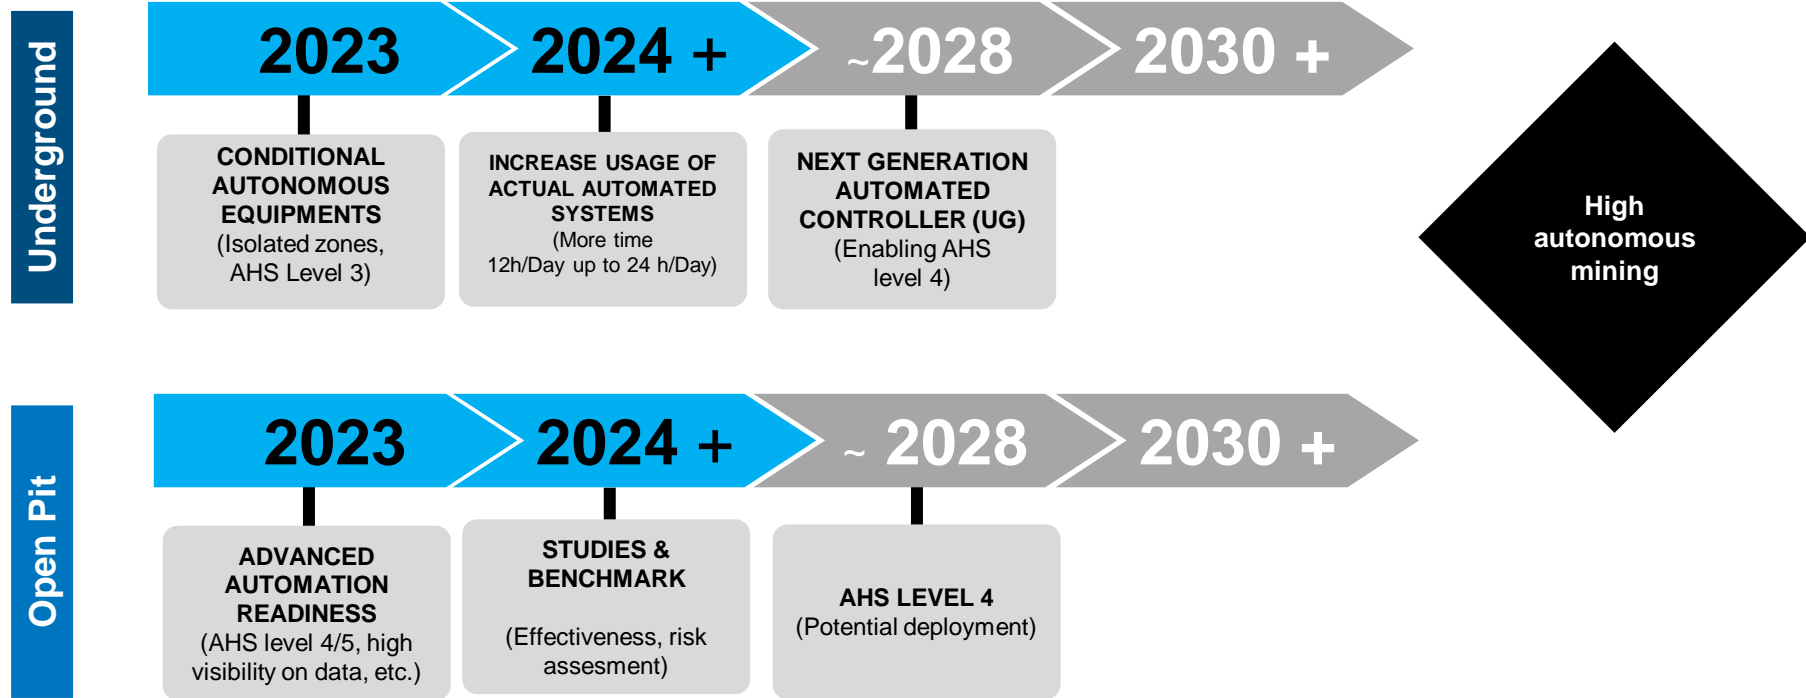 Underground
2023
2024 +
~2028
2030 +
CONDITIONAL
AUTONOMOUS
EQUIPMENTS
(Isolated zones,
AHS Level 3)
INCREASE USAGE OF
ACTUAL AUTOMATED
SYSTEMS
(More time
12h/Day up to 24 h/Day)
NEXT GENERATION
AUTOMATED
CONTROLLER (UG)
(Enabling AHS
level 4)
High
autonomous
mining
Open Pit
2023
2024 +
~ 2028
2030 +
ADVANCED
AUTOMATION
READINESS
(AHS level 4/5, high
visibility on data, etc.)
STUDIES &
BENCHMARK
(Effectiveness, risk
assesment)
AHS LEVEL 4
(Potential deployment)